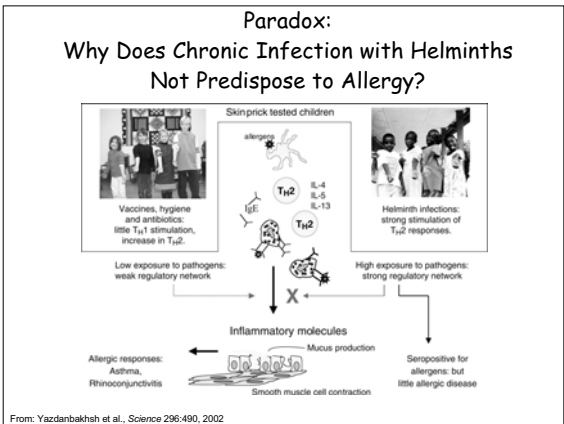 Paradox:
Why Does Chronic Infection with Helminths
Not Predispose to Allergy?
Skin prick tested children
allergens
IgE
TH2
IL-4
IL-5
IL-13
TH2
Vaccines, hygiene
and antibiotics:
little TH1 stimulation,
increase in TH2.
Helminth infections:
strong stimulation of
TH2 responses.
Low exposure to pathogens:
weak regulatory network
X
High exposure to pathogens:
strong regulatory network
Inflammatory molecules
Mucus production
Allergic responses:
Asthma,
Rhinoconjunctivitis
Smooth muscle cell contraction
Seropositive for
allergens: but
little allergic disease
From: Yazdanbakhsh et al., Science 296:490, 2002